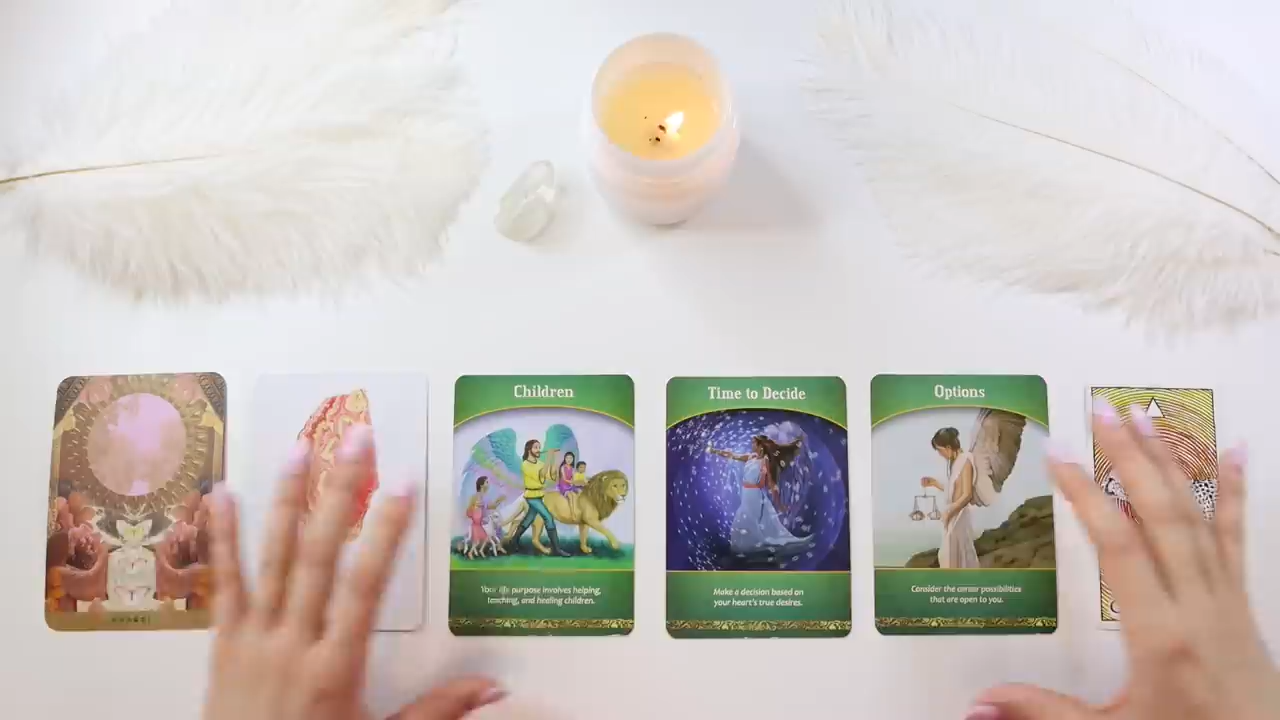 Children
Your life purpose involves helping,
teaching, and healing children.
Time to Decide
Make a decision based on
your heart's true desires.
Options
Consider the career possibilities
that are open to you.